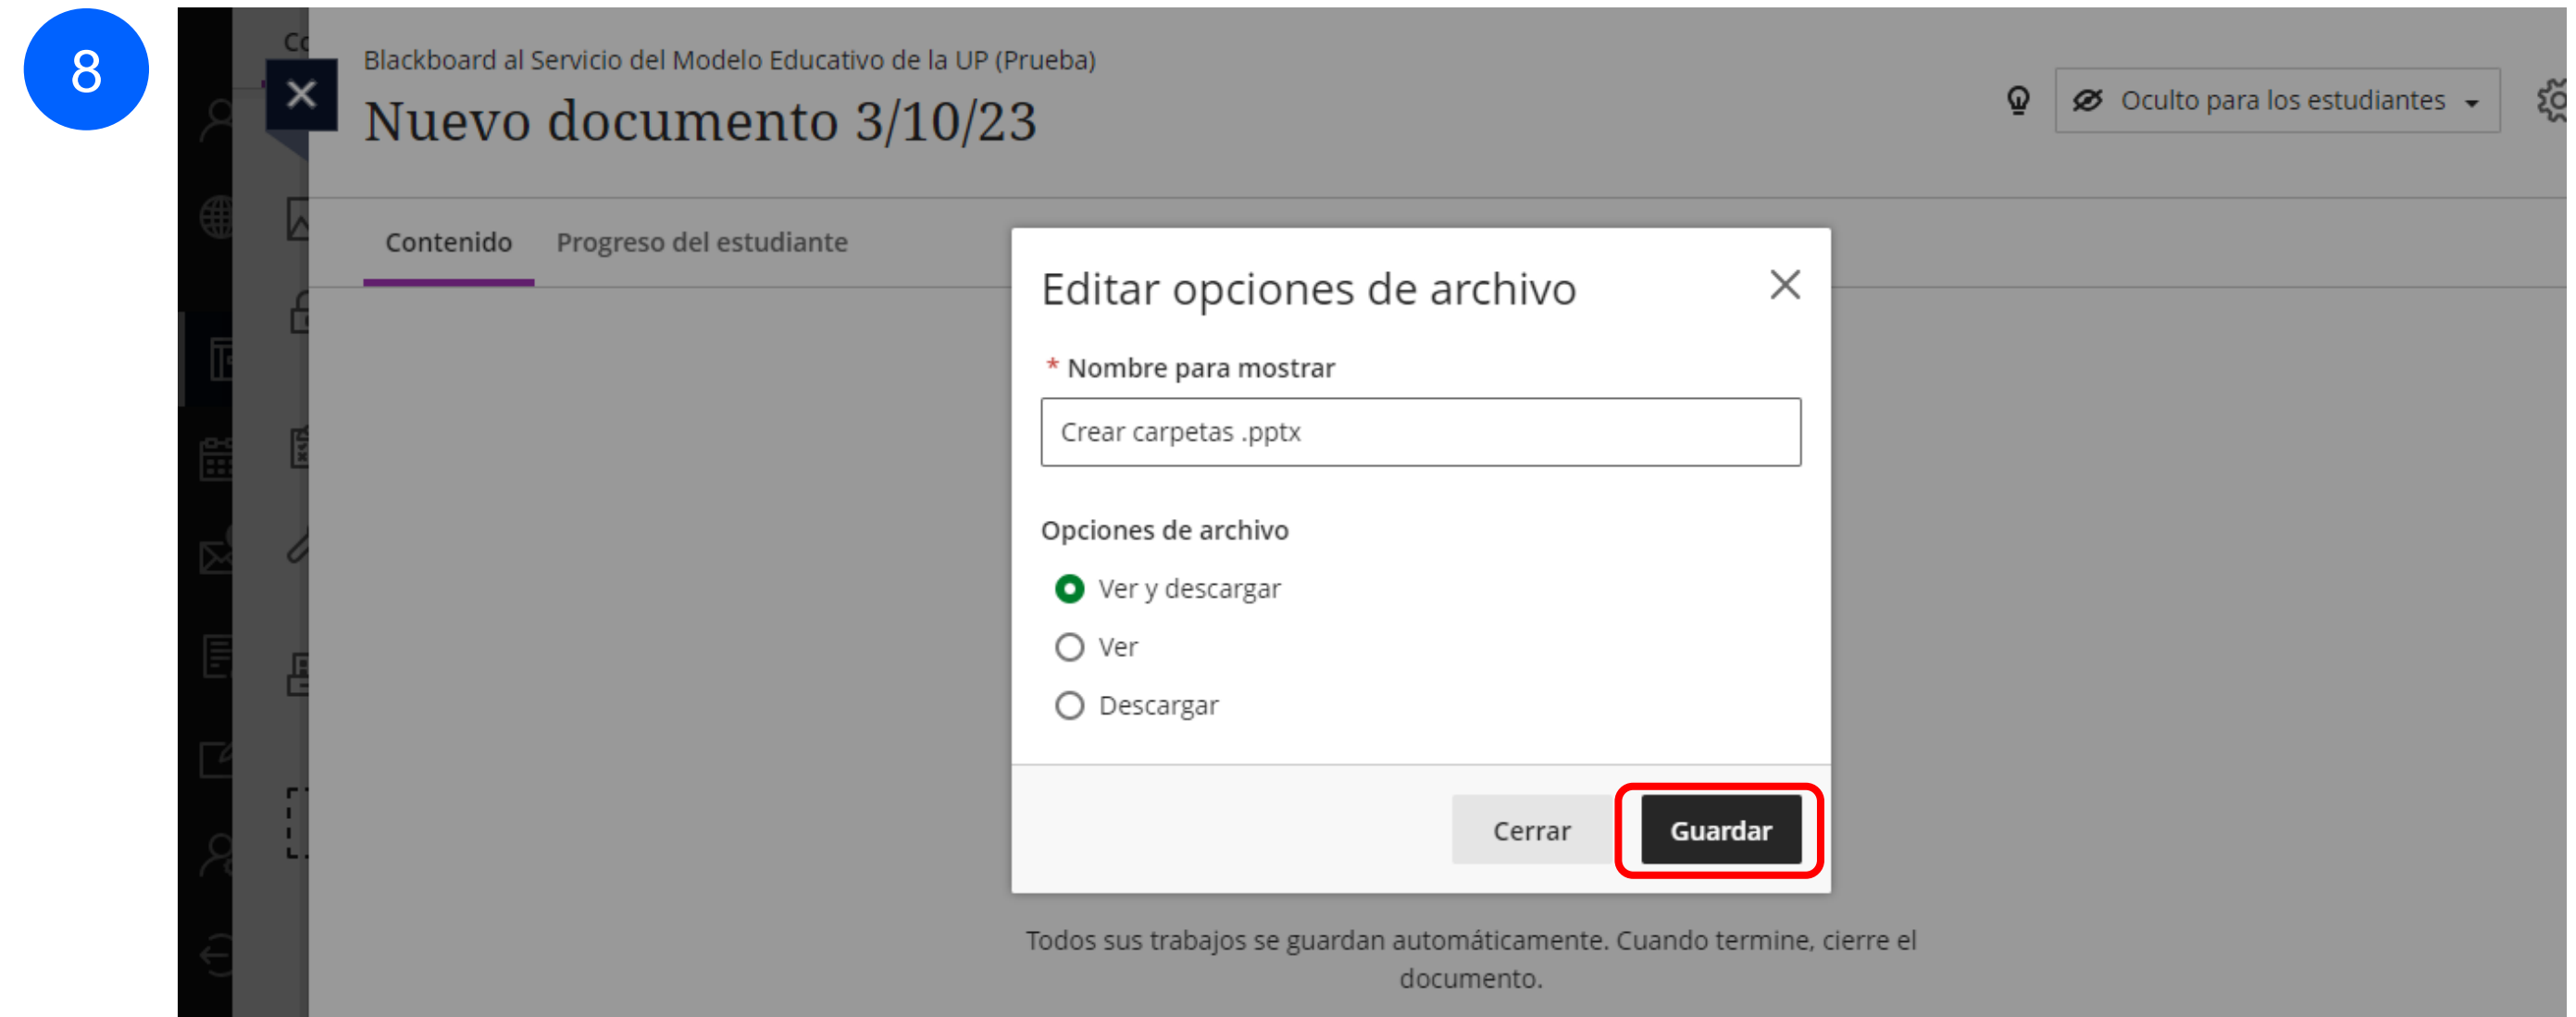 8
Co
Blackboard al Servicio del Modelo Educativo de la UP (Prueba)
Nuevo documento 3/10/23
Oculto para los estudiantes
Contenido
Progreso del estudiante
Editar opciones de archivo
* Nombre para mostrar
Crear carpetas .pptx
Opciones de archivo
Ver y descargar
Ver
Descargar
Cerrar
Guardar
Todos sus trabajos se guardan automáticamente. Cuando termine, cierre el
documento.